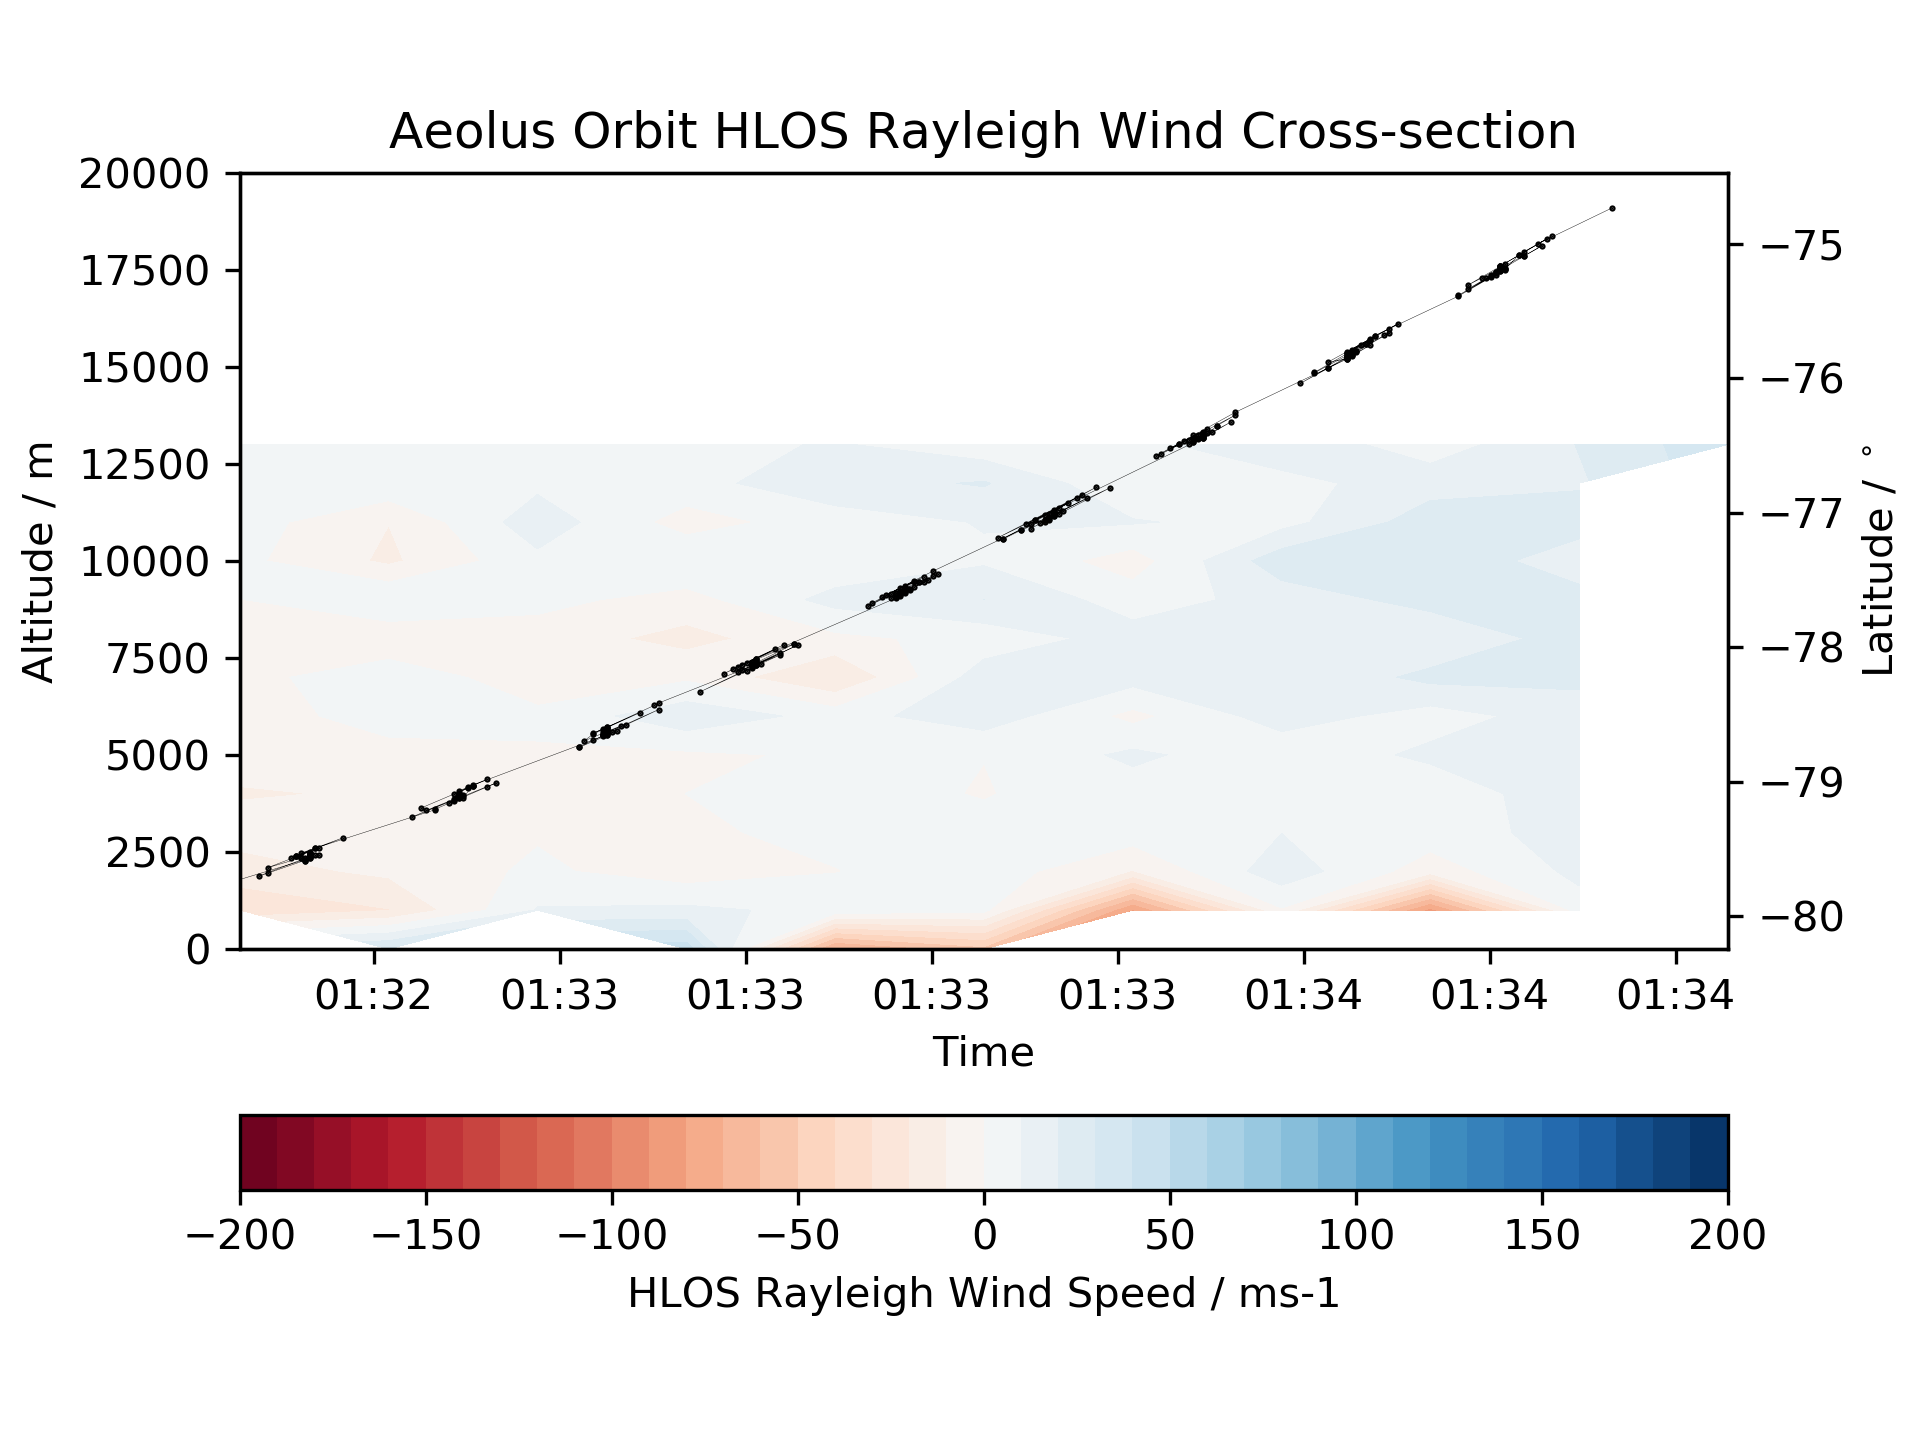 Aeolus Orbit HLOS Rayleigh Wind Cross-section
20000
17500
15000
12500
10000
7500
5000
2500
0
Altitude / m
−75
−76
−77
−78
−79
−80
Latitude / °
01:32 01:33 01:33 01:33 01:33 01:34 01:34 01:34
Time
−200 −150 −100 −50 0 50 100 150 200
HLOS Rayleigh Wind Speed / ms-1